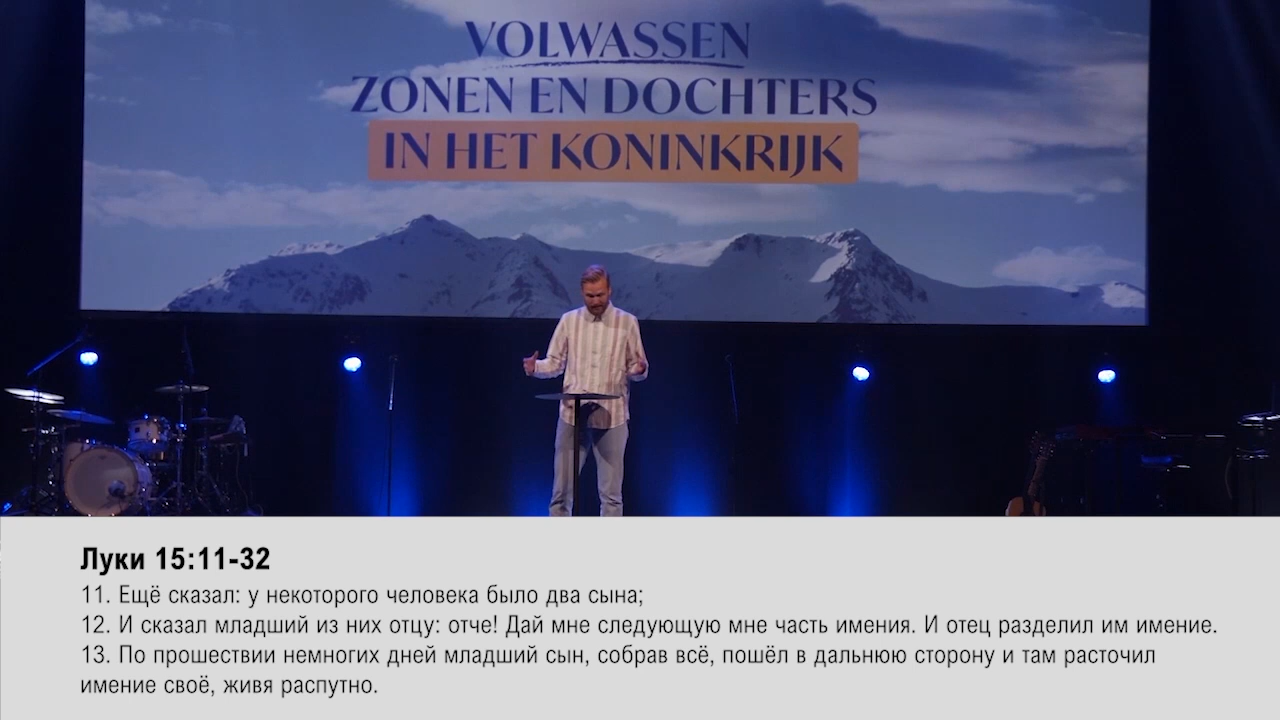 VOLWASSEN
ZONEN EN DOCHTERS
IN HET KONINKRIJK
Луки 15:11-32
11. Ещё сказал: у некоторого человека было два сына;
12. И сказал младший из них отцу: отче! Дай мне следующую мне часть имения. И отец разделил им имение.
13. По прошествии немногих дней младший сын, собрав всё, пошёл в дальнюю сторону и там расточил
имение своё, живя распутно.